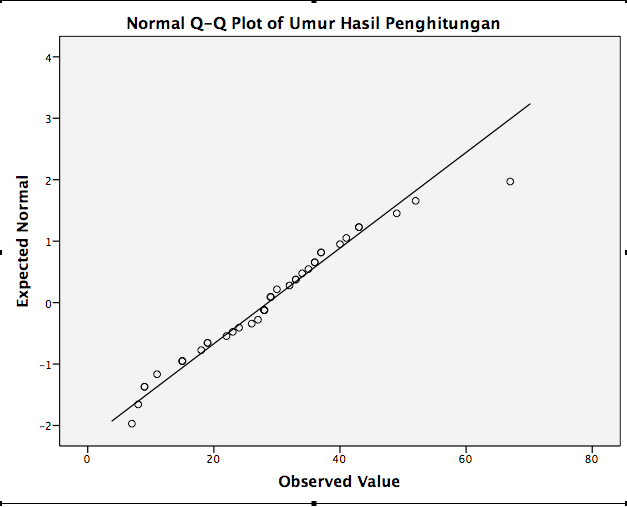 Normal Q-Q Plot of Umur Hasil Penghitungan
Expected Normal
4
3
2
1
0
-1
-2
0 20 40 60 80
Observed Value